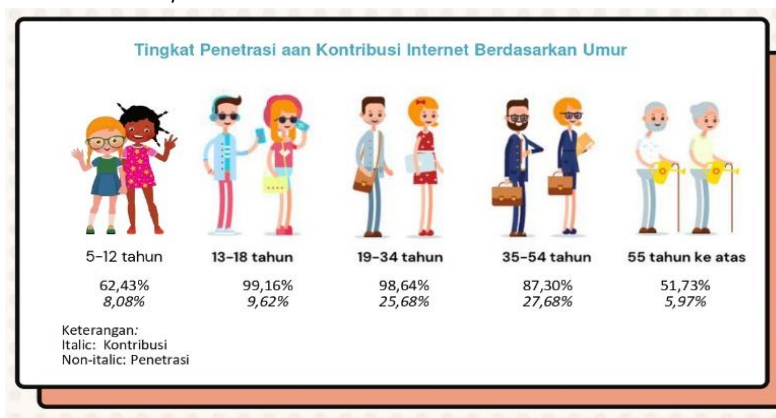 Tingkat Penetrasi aan Kontribusi Internet Berdasarkan Umur
5-12 tahun 13-18 tahun 19-34 tahun 35-54 tahun 55 tahun ke atas
62,43% 99,16% 98,64% 87,30% 51,73%
8,08% 9,62% 25,68% 27,68% 5,97%
Keterangan:
Italic: Kontribusi
Non-italic: Penetrasi